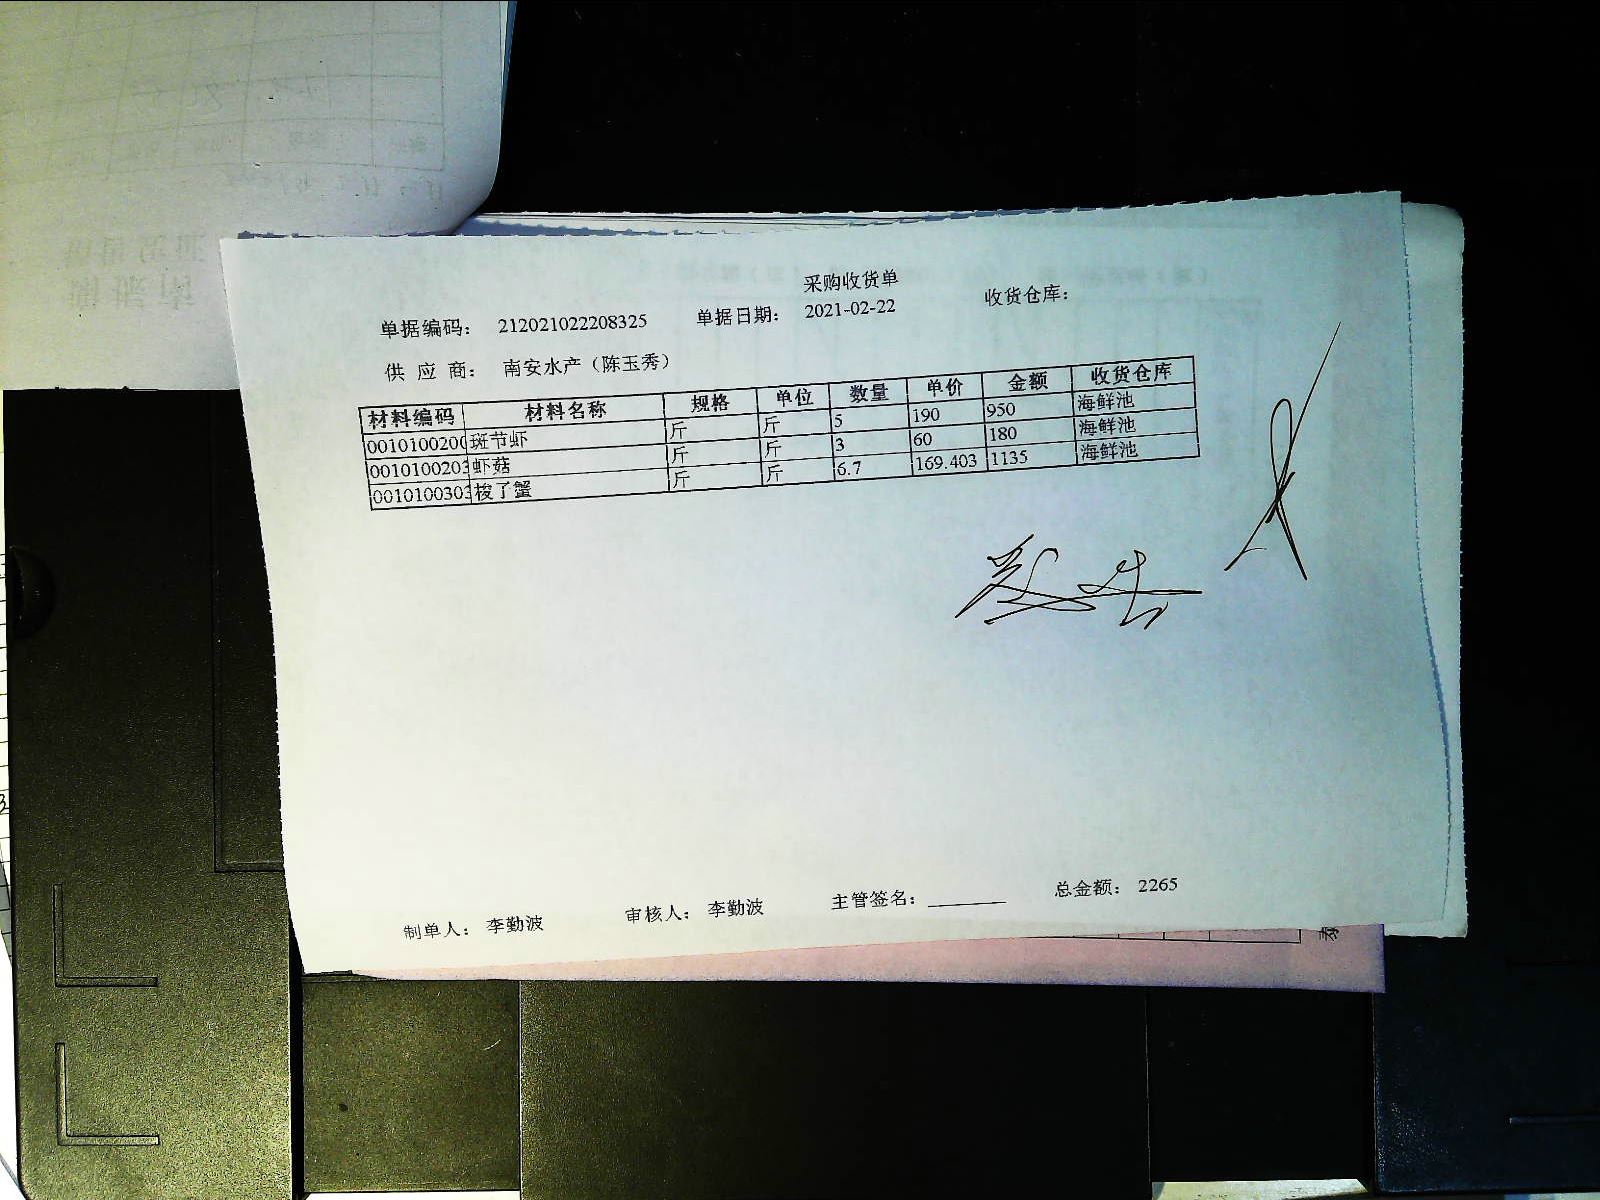 采购收货单
单据编码： 212021022208325 单据日期： 2021-02-22 收货仓库：
供 应 商： 南安水产（陈玉秀）
材料编码 材料名称 规格 单位 数量 单价 金额 收货仓库
0010100200 斑节虾 斤 斤 5 190 950 海鲜池
0010100203 虾菇 斤 斤 3 60 180 海鲜池
0010100303 梭了蟹 斤 斤 6.7 169.403 1135 海鲜池
制单人： 李勤波 审核人： 李勤波 主管签名： 总金额： 2265